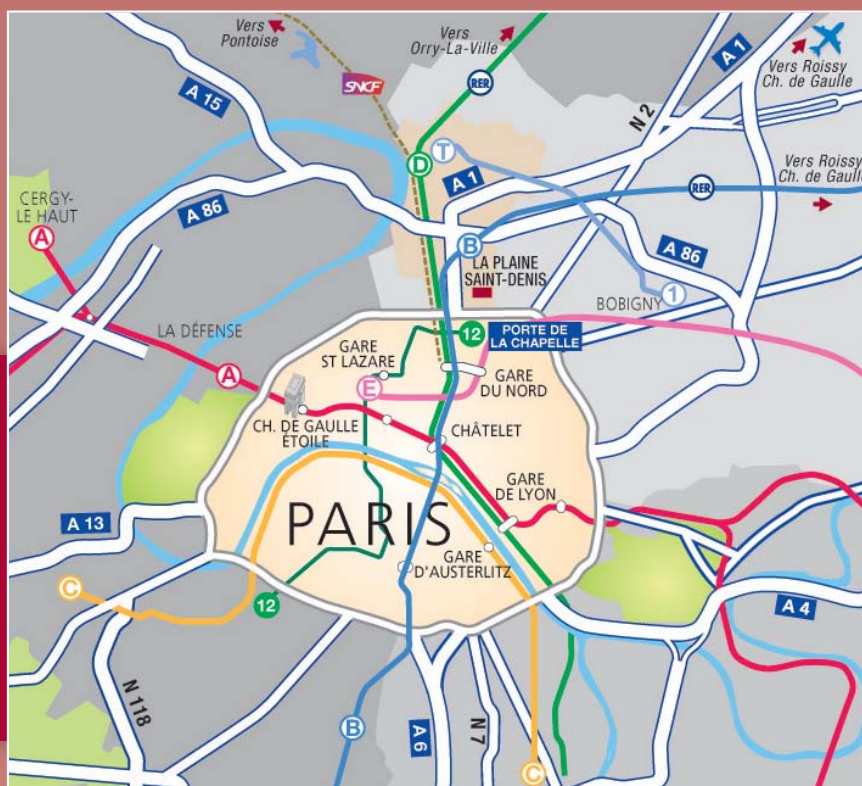 Vers
Pontoise
Vers
Orry-La-Ville
A 1
Vers Roissy
Ch. de Gaulle
SNCF
RER
A 15
N 2
D
T
A 1
Vers Roissy
Ch. de Gaulle
RER
CERGY-
LE HAUT
A 86
A
B
A 86
LA PLAINE
SAINT-DENIS
1
BOBIGNY
LA DÉFENSE
12
PORTE DE
LA CHAPELLE
GARE
ST LAZARE
A
E
GARE
DU NORD
CH. DE GAULLE
ÉTOILE
CHÂTELET
GARE
DE LYON
A 13
PARIS
GARE
D'AUSTERLITZ
C
12
A 4
N 118
B
A 6
N 7
C